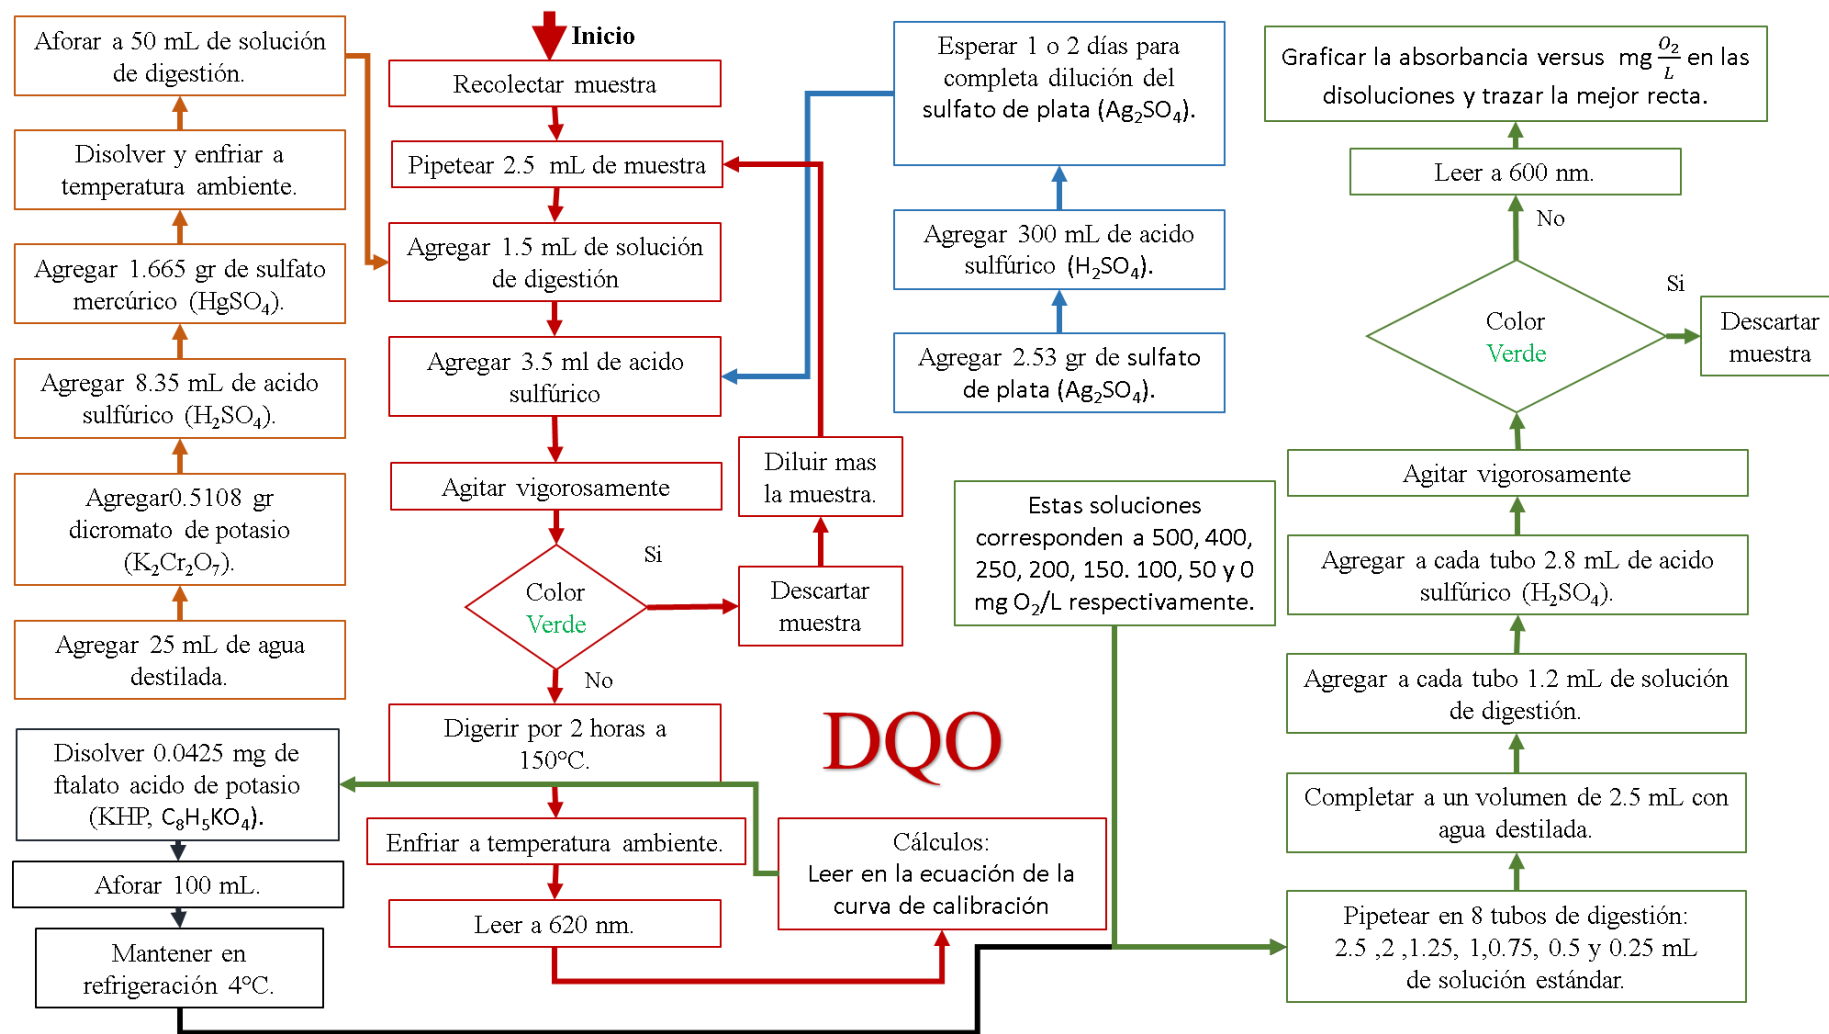 Aforar a 50 mL de solución
de digestión.
Disolver y enfriar a
temperatura ambiente.
Agregar 1.665 gr de sulfato
mercúrico (HgSO₄).
Agregar 8.35 mL de acido
sulfúrico (H₂SO₄).
Agregar0.5108 gr
dicromato de potasio
(K₂Cr₂O₇).
Agregar 25 mL de agua
destilada.
Disolver 0.0425 mg de
ftalato acido de potasio
(KHP, C₈H₅KO₄).
Aforar 100 mL.
Mantener en
refrigeración 4°C.
Inicio
Recolectar muestra
Pipetear 2.5 mL de muestra
Agregar 1.5 mL de solución
de digestión
Agregar 3.5 ml de acido
sulfúrico
Agitar vigorosamente
Color
Verde
Si
No
Descartar
muestra
Diluir mas
la muestra.
Digerir por 2 horas a
150°C.
Enfriar a temperatura ambiente.
Leer a 620 nm.
Cálculos:
Leer en la ecuación de la
curva de calibración
DQO
Esperar 1 o 2 días para
completa dilución del
sulfato de plata (Ag₂SO₄).
Agregar 300 mL de acido
sulfúrico (H₂SO₄).
Agregar 2.53 gr de sulfato
de plata (Ag₂SO₄).
Estas soluciones
corresponden a 500, 400,
250, 200, 150. 100, 50 y 0
mg O₂/L respectivamente.
Graficar la absorbancia versus mg O₂/L en las
disoluciones y trazar la mejor recta.
Leer a 600 nm.
No
Si
Color
Verde
Descartar
muestra
Agitar vigorosamente
Agregar a cada tubo 2.8 mL de acido
sulfúrico (H₂SO₄).
Agregar a cada tubo 1.2 mL de solución
de digestión.
Completar a un volumen de 2.5 mL con
agua destilada.
Pipetear en 8 tubos de digestión:
2.5 ,2 ,1.25, 1,0.75, 0.5 y 0.25 mL
de solución estándar.